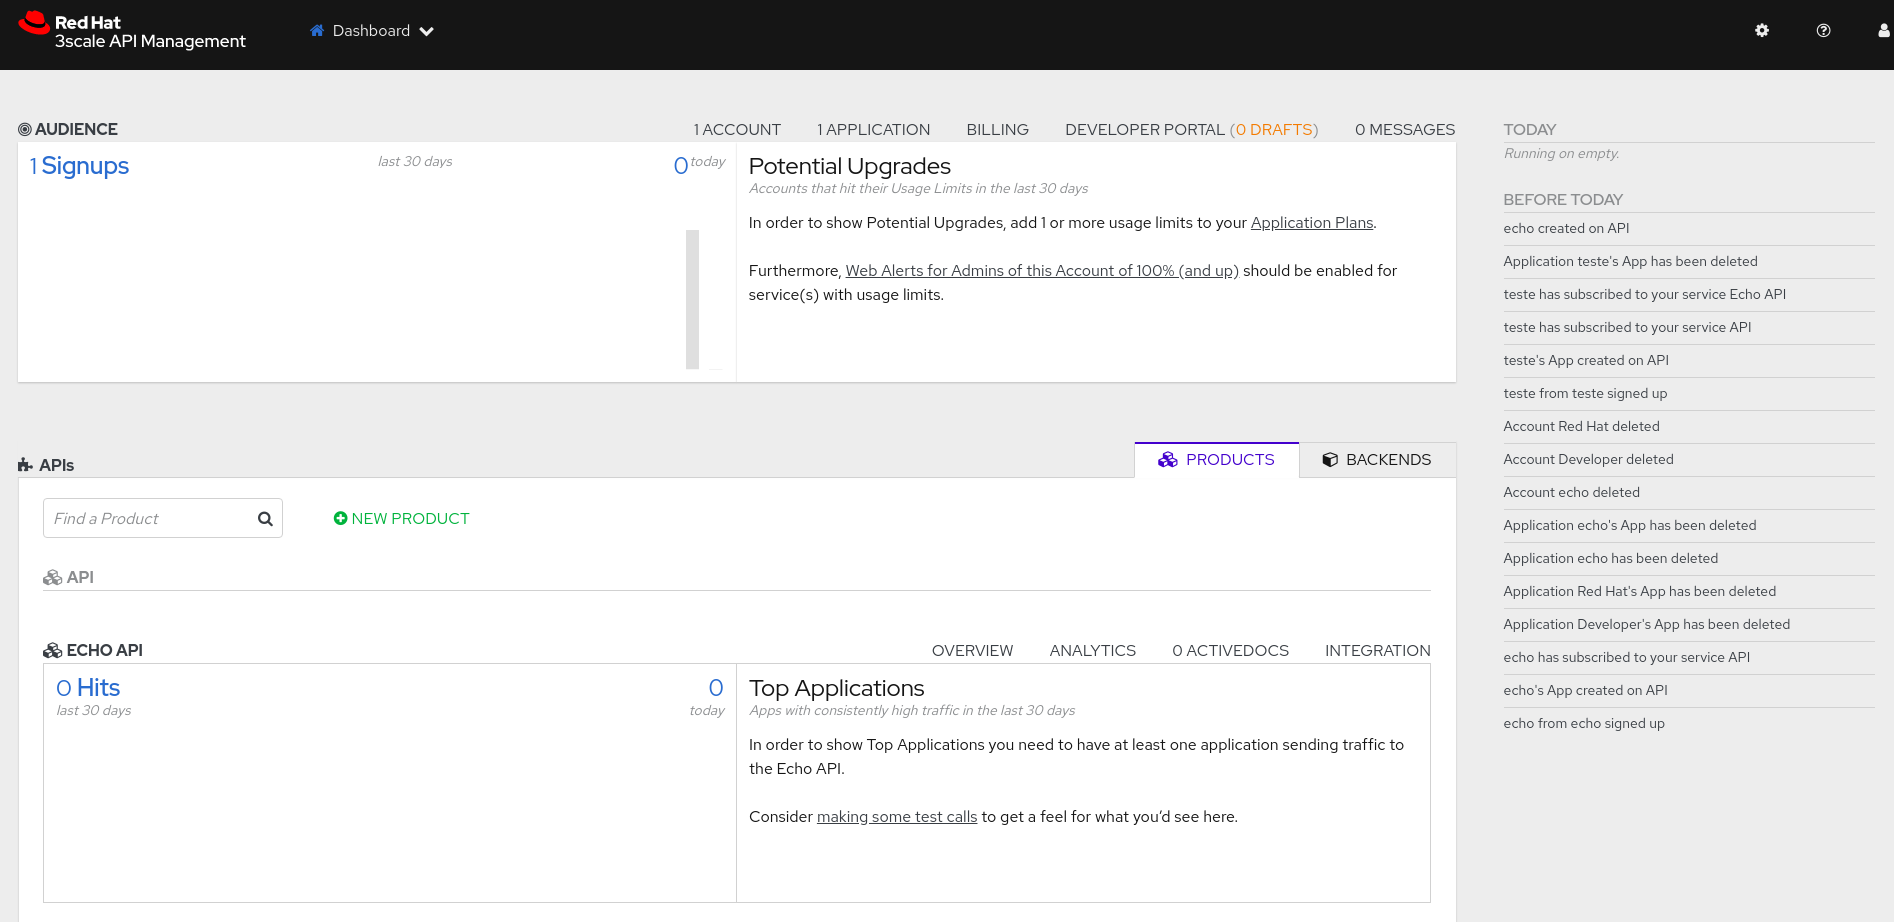 Red Hat
3scale API Management
Dashboard
AUDIENCE
1 ACCOUNT
1 APPLICATION
BILLING
DEVELOPER PORTAL (0 DRAFTS)
0 MESSAGES
1 Signups
last 30 days
0 today
Potential Upgrades
Accounts that hit their Usage Limits in the last 30 days
In order to show Potential Upgrades, add 1 or more usage limits to your Application Plans.
Furthermore, Web Alerts for Admins of this Account of 100% (and up) should be enabled for
service(s) with usage limits.
APIs
PRODUCTS
BACKENDS
Find a Product
NEW PRODUCT
API
ECHO API
OVERVIEW
ANALYTICS
0 ACTIVEDOCS
INTEGRATION
0 Hits
last 30 days
0
today
Top Applications
Apps with consistently high traffic in the last 30 days
In order to show Top Applications you need to have at least one application sending traffic to
the Echo API.
Consider making some test calls to get a feel for what you'd see here.
TODAY
Running on empty.
BEFORE TODAY
echo created on API
Application teste's App has been deleted
teste has subscribed to your service Echo API
teste has subscribed to your service API
teste's App created on API
teste from teste signed up
Account Red Hat deleted
Account Developer deleted
Account echo deleted
Application echo's App has been deleted
Application echo has been deleted
Application Red Hat's App has been deleted
Application Developer's App has been deleted
echo has subscribed to your service API
echo's App created on API
echo from echo signed up